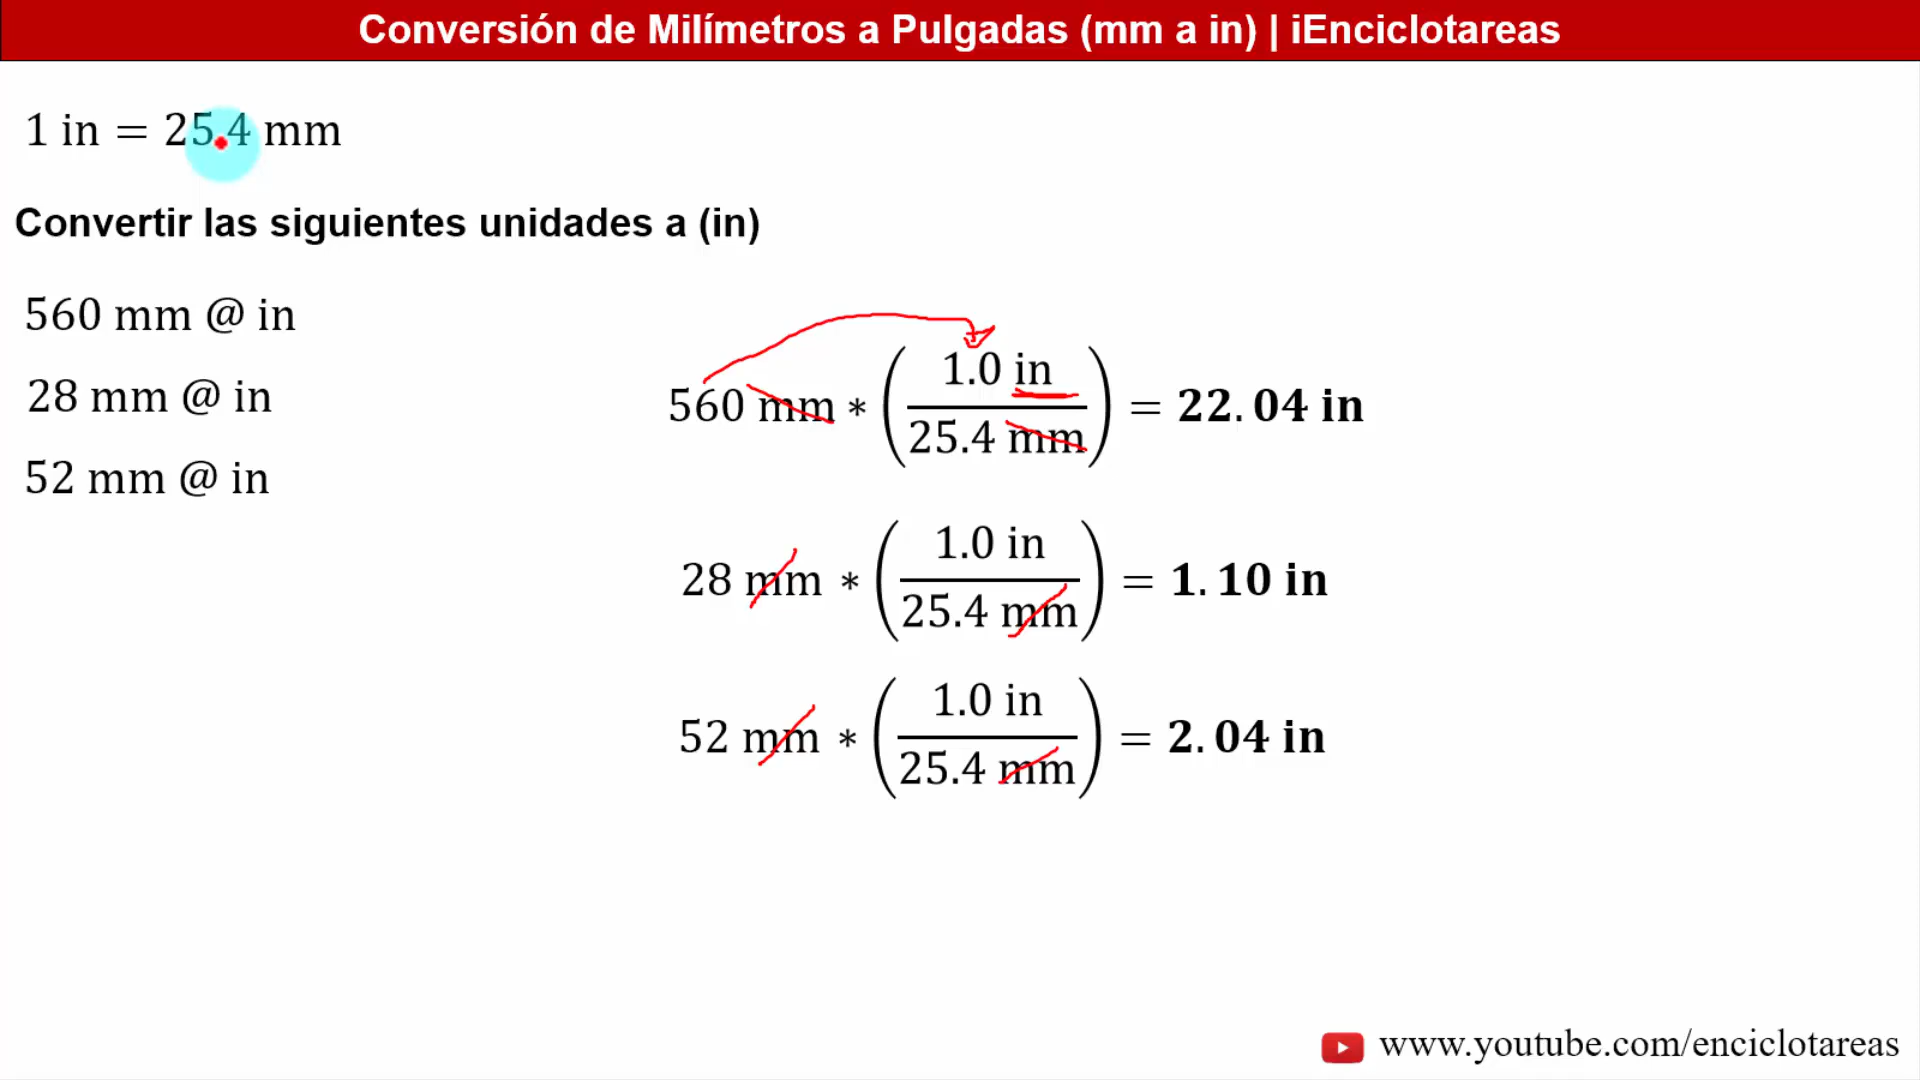 Conversión de Milímetros a Pulgadas (mm a in) | iEnciclotareas
1 in = 25.4 mm
Convertir las siguientes unidades a (in)
560 mm @ in
28 mm @ in
52 mm @ in
560 mm * (1.0 in / 25.4 mm) = 22.04 in
28 mm * (1.0 in / 25.4 mm) = 1.10 in
52 mm * (1.0 in / 25.4 mm) = 2.04 in
www.youtube.com/enciclotareas